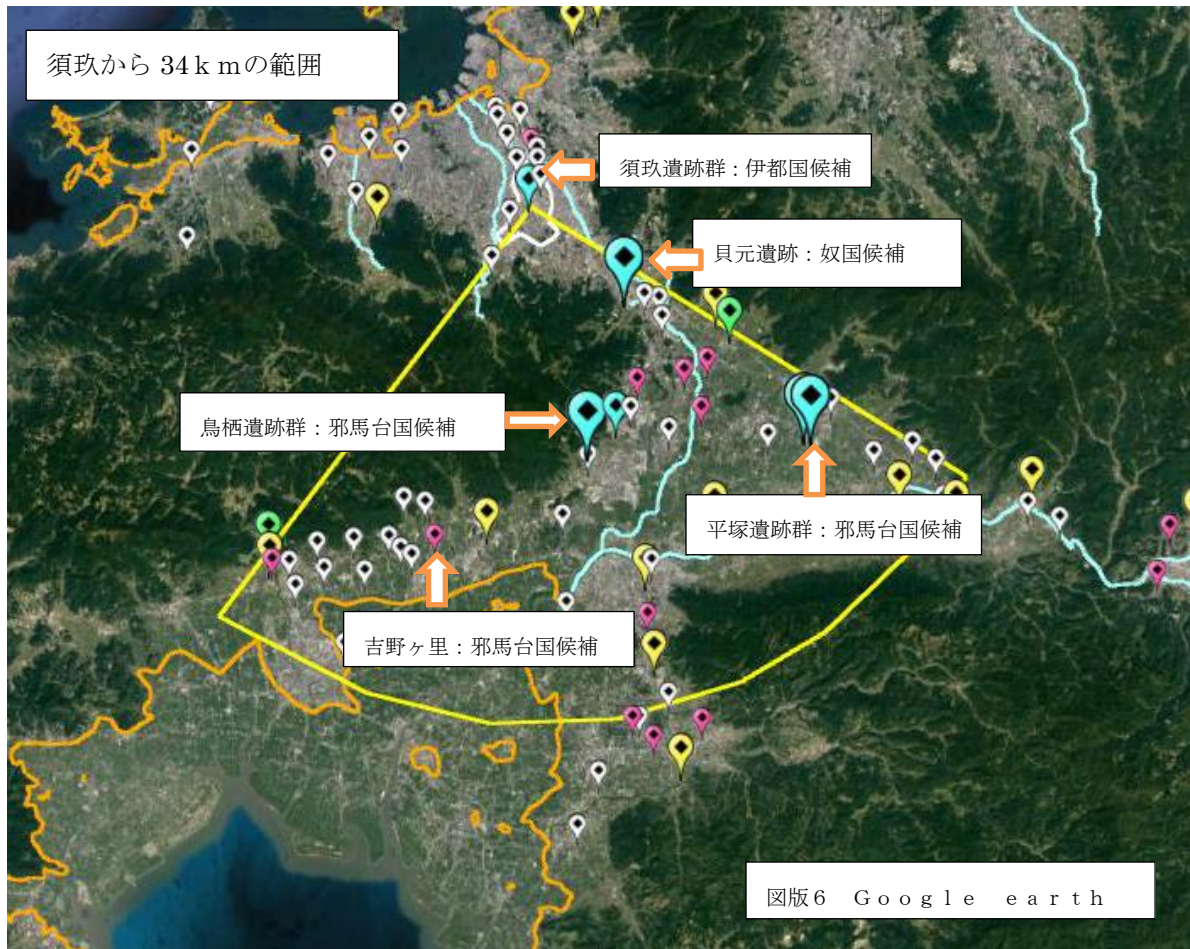 須玖から 34ｋｍの範囲
須玖遺跡群：伊都国候補
貝元遺跡：奴国候補
鳥栖遺跡群：邪馬台国候補
平塚遺跡群：邪馬台国候補
吉野ヶ里：邪馬台国候補
図版６　Ｇｏｏｇｌｅ　ｅａｒｔｈ